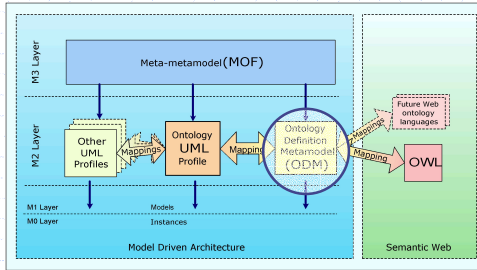 M3 Layer
Meta-metamodel(MOF)
M2 Layer
Other
UML
Profiles
Mappings
Ontology
UML
Profile
Mapping
Ontology
Definition
Metamodel
(ODM)
Mappings
Mapping
Future Web
ontology
languages
OWL
M1 Layer
Models
M0 Layer
Instances
Model Driven Architecture
Semantic Web